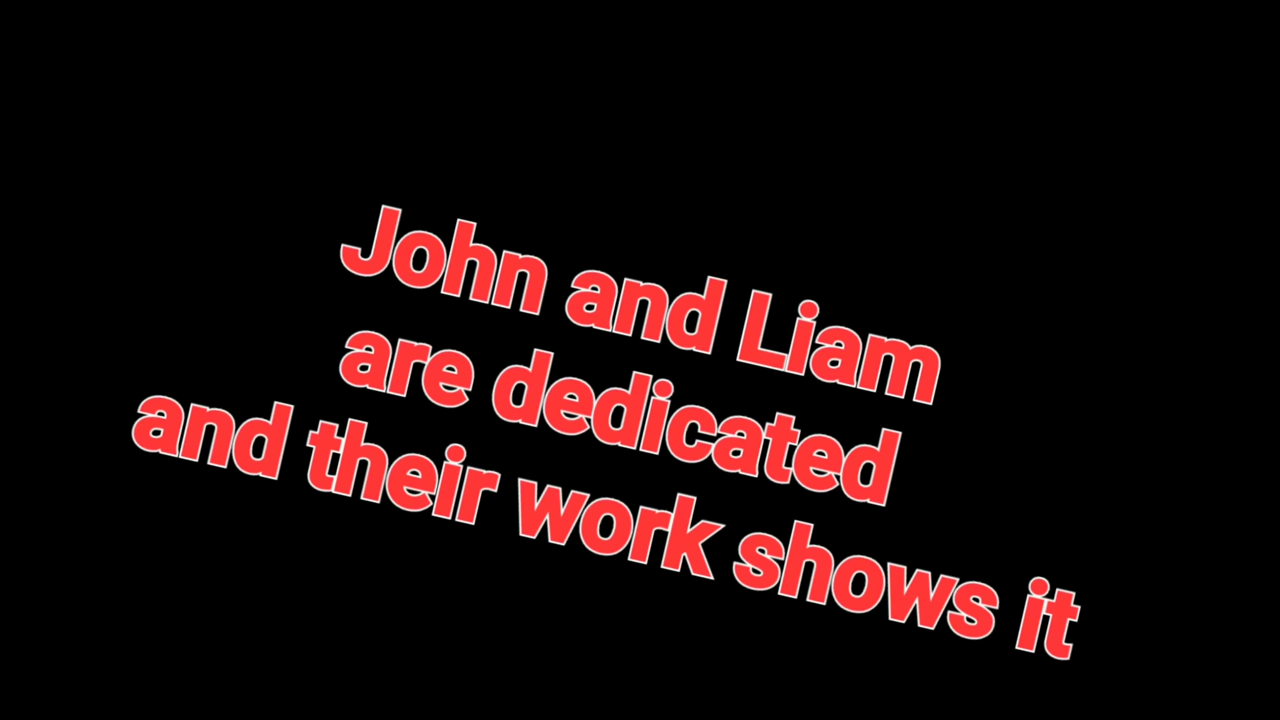 John and Liam
are dedicated
and their work shows it